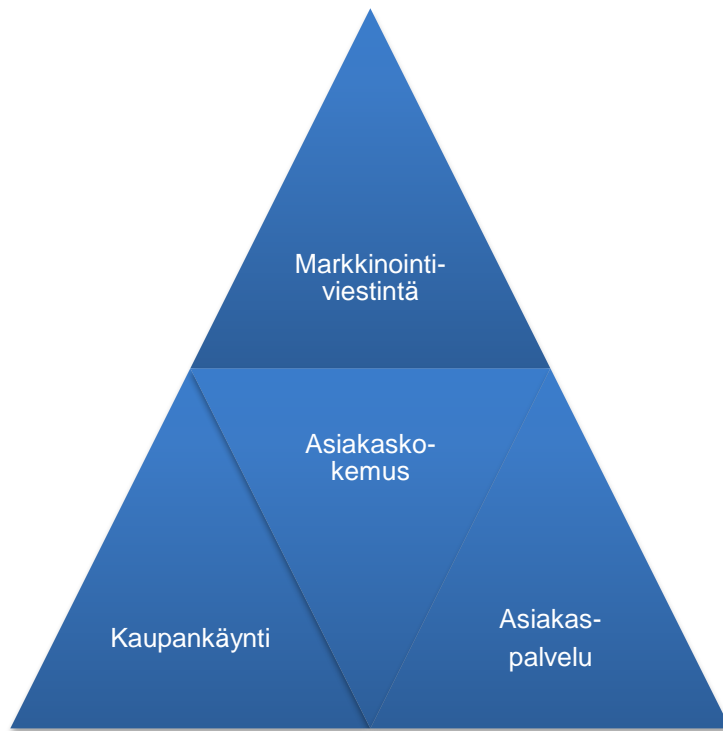 Markkinointi-
viestintä
Asiakasko-
kemus
Kaupankäynti
Asiakas-
palvelu